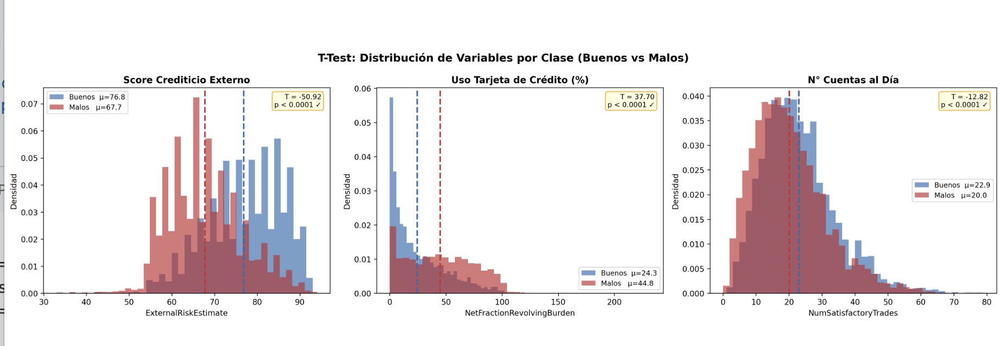 T-Test: Distribución de Variables por Clase (Buenos vs Malos)
Score Crediticio Externo
Buenos μ=76.8
Malos μ=67.7
T = -50.92
p < 0.0001 ✓
Densidad
0.07
0.06
0.05
0.04
0.03
0.02
0.01
0.00
30 40 50 60 70 80 90
ExternalRiskEstimate
Uso Tarjeta de Crédito (%)
T = 37.70
p < 0.0001 ✓
Densidad
0.06
0.05
0.04
0.03
0.02
0.01
0.00
Buenos μ=24.3
Malos μ=44.8
0 50 100 150 200
NetFractionRevolvingBurden
N° Cuentas al Día
T = -12.82
p < 0.0001 ✓
Densidad
0.040
0.035
0.030
0.025
0.020
0.015
0.010
0.005
0.000
Buenos μ=22.9
Malos μ=20.0
0 10 20 30 40 50 60 70 80
NumSatisfactoryTrades